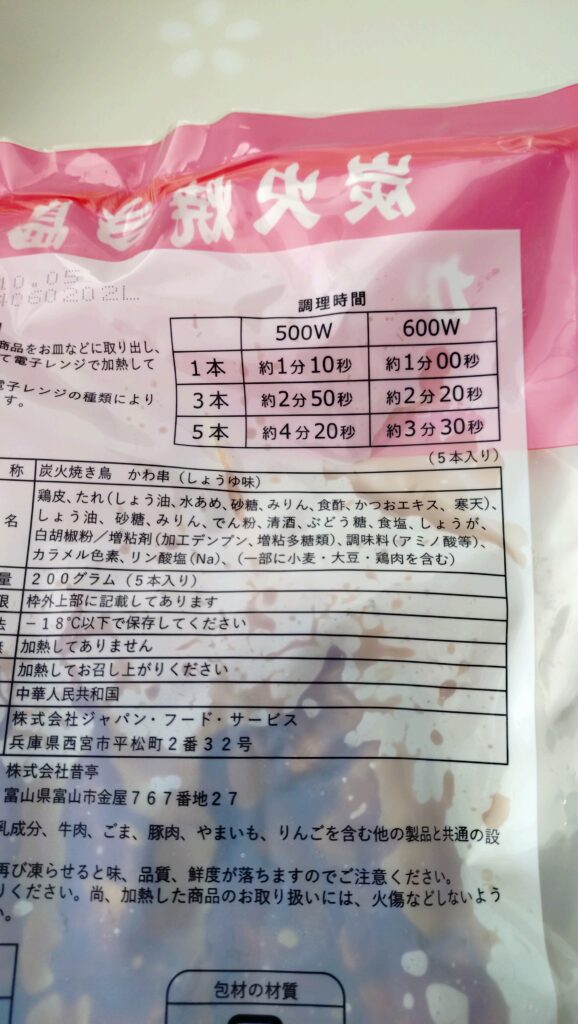 炭火焼き鳥
か
10.05
4060202L
調理時間
500W 600W
1本 約1分10秒 約1分00秒
3本 約2分50秒 約2分20秒
5本 約4分20秒 約3分30秒
(5本入り)
商品をお皿などに取り出し、
て電子レンジで加熱して
電子レンジの種類により
す。
称 炭火焼き鳥 かわ串(しょうゆ味)
名 鶏皮、たれ(しょう油、水あめ、砂糖、みりん、食酢、かつおエキス、寒天)、
しょう油、砂糖、みりん、でん粉、清酒、ぶどう糖、食塩、しょうが、
白胡椒粉/増粘剤(加工デンプン、増粘多糖類)、調味料(アミノ酸等)、
カラメル色素、リン酸塩(Na)、(一部に小麦・大豆・鶏肉を含む)
量 200グラム(5本入り)
限 枠外上部に記載してあります
法 −18℃以下で保存してください
無 加熱してありません
加熱してお召し上がりください
中華人民共和国
株式会社ジャパン・フード・サービス
兵庫県西宮市平松町2番32号
株式会社昔亭
富山県富山市金屋767番地27
乳成分、牛肉、ごま、豚肉、やまいも、りんごを含む他の製品と共通の設
再び凍らせると味、品質、鮮度が落ちますのでご注意ください。
りください。尚、加熱した商品のお取り扱いには、火傷などしないよう
い。
包材の材質